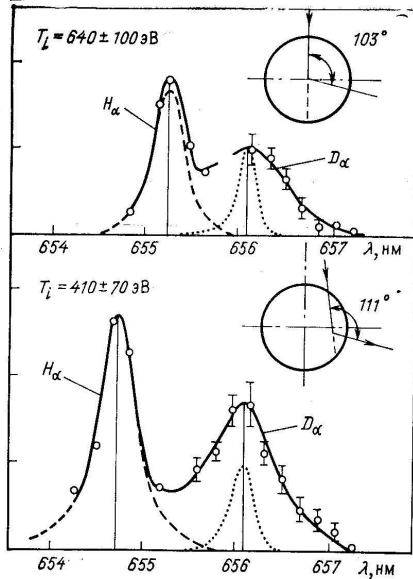 T_i = 640 ± 100 эВ
103°
H_α
D_α
654 655 656 657 λ, нм
T_i = 410 ± 70 эВ
111°
H_α
D_α
654 655 656 657 λ, нм